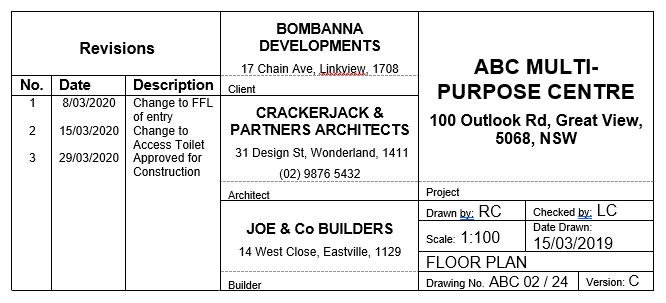 Revisions
No. Date Description
1 8/03/2020 Change to FFL
of entry
2 15/03/2020 Change to
Access Toilet
3 29/03/2020 Approved for
Construction
BOMBANNA
DEVELOPMENTS
17 Chain Ave, Linkview, 1708
Client
CRACKERJACK &
PARTNERS ARCHITECTS
31 Design St, Wonderland, 1411
(02) 9876 5432
Architect
JOE & Co BUILDERS
14 West Close, Eastville, 1129
Builder
ABC MULTI-
PURPOSE CENTRE
100 Outlook Rd, Great View,
5068, NSW
Project
Drawn by: RC Checked by: LC
Scale: 1:100 Date Drawn:
15/03/2019
FLOOR PLAN
Drawing No. ABC 02 / 24 Version: C